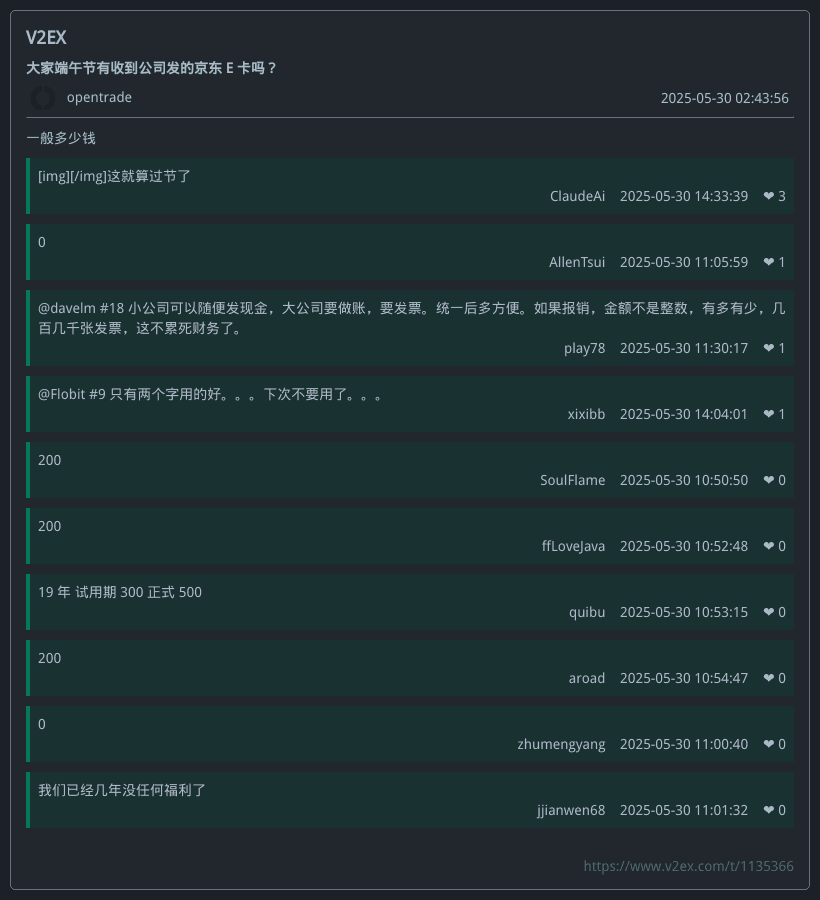 V2EX
大家端午节有收到公司发的京东 E 卡吗？
opentrade 2025-05-30 02:43:56
一般多少钱
[img][/img]这就算过节了
ClaudeAi 2025-05-30 14:33:39 ❤ 3
0
AllenTsui 2025-05-30 11:05:59 ❤ 1
@davelm #18 小公司可以随便发现金，大公司要做账，要发票。统一后多方便。如果报销，金额不是整数，有多有少，几
百几千张发票，这不累死财务了。
play78 2025-05-30 11:30:17 ❤ 1
@Flobit #9 只有两个字用的好。。。下次不要用了。。。
xixibb 2025-05-30 14:04:01 ❤ 1
200
SoulFlame 2025-05-30 10:50:50 ❤ 0
200
ffLoveJava 2025-05-30 10:52:48 ❤ 0
19 年 试用期 300 正式 500
quibu 2025-05-30 10:53:15 ❤ 0
200
aroad 2025-05-30 10:54:47 ❤ 0
0
zhumengyang 2025-05-30 11:00:40 ❤ 0
我们已经几年没任何福利了
jjianwen68 2025-05-30 11:01:32 ❤ 0
https://www.v2ex.com/t/1135366